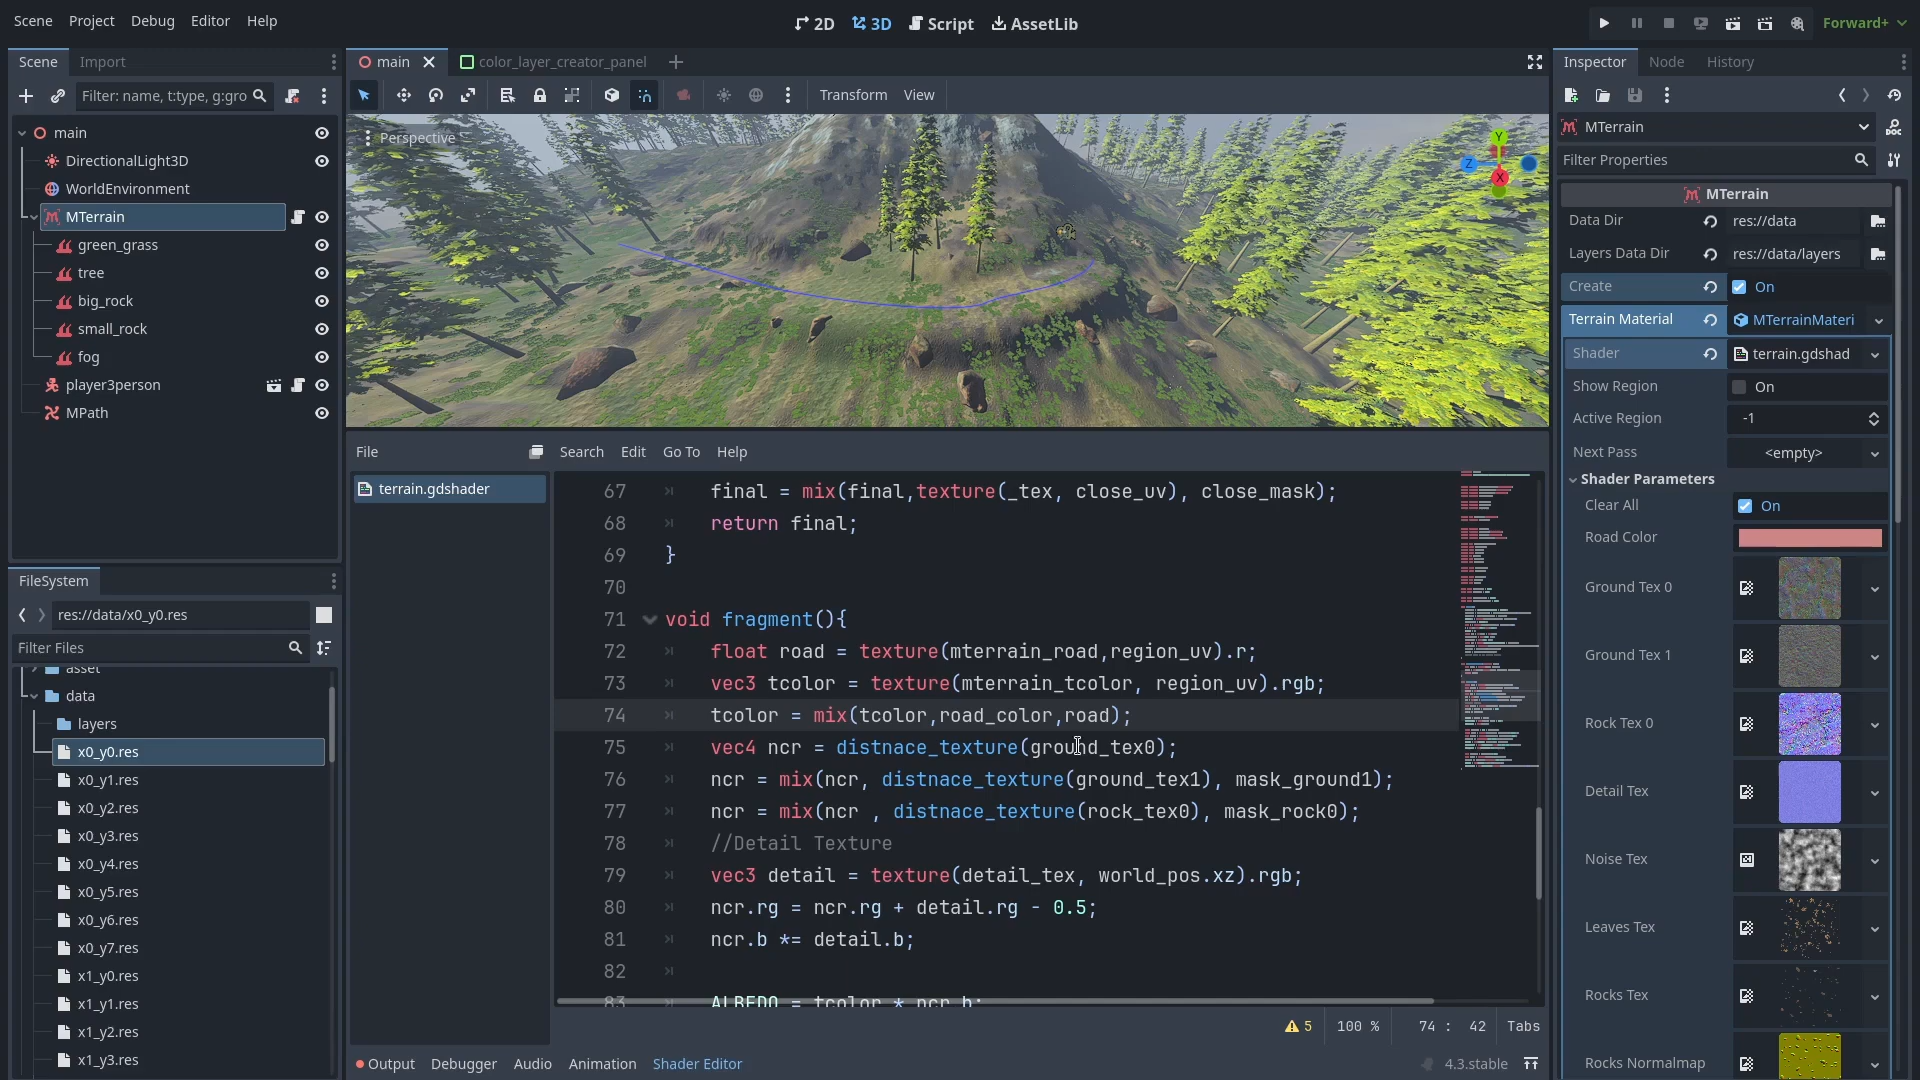 Scene Project Debug Editor Help
2D 3D Script AssetLib
Forward+
Scene Import
Filter: name, t:type, g:gro
main
DirectionalLight3D
WorldEnvironment
MTerrain
green_grass
tree
big_rock
small_rock
fog
player3person
MPath
FileSystem
res://data/x0_y0.res
Filter Files
asset
data
layers
x0_y0.res
x0_y1.res
x0_y2.res
x0_y3.res
x0_y4.res
x0_y5.res
x0_y6.res
x0_y7.res
x1_y0.res
x1_y1.res
x1_y2.res
x1_y3.res
main color_layer_creator_panel
Transform View
Perspective
Y
Z
X
File Search Edit Go To Help
terrain.gdshader
67 final = mix(final,texture(_tex, close_uv), close_mask);
68 return final;
69 }
70
71 void fragment(){
72 float road = texture(mterrain_road,region_uv).r;
73 vec3 tcolor = texture(mterrain_tcolor, region_uv).rgb;
74 tcolor = mix(tcolor,road_color,road);
75 vec4 ncr = distnace_texture(ground_tex0);
76 ncr = mix(ncr, distnace_texture(ground_tex1), mask_ground1);
77 ncr = mix(ncr , distnace_texture(rock_tex0), mask_rock0);
78 //Detail Texture
79 vec3 detail = texture(detail_tex, world_pos.xz).rgb;
80 ncr.rg = ncr.rg + detail.rg - 0.5;
81 ncr.b *= detail.b;
82
83 ALBEDO = tcolor * ncr.b;
5 100 % 74 : 42 Tabs
Output Debugger Audio Animation Shader Editor 4.3.stable
Inspector Node History
MTerrain
DOC
Filter Properties
MTerrain
Data Dir res://data
Layers Data Dir res://data/layers
Create On
Terrain Material MTerrainMateri
Shader terrain.gdshad
Show Region On
Active Region -1
Next Pass <empty>
Shader Parameters
Clear All On
Road Color
Ground Tex 0
Ground Tex 1
Rock Tex 0
Detail Tex
Noise Tex
Leaves Tex
Rocks Tex
Rocks Normalmap